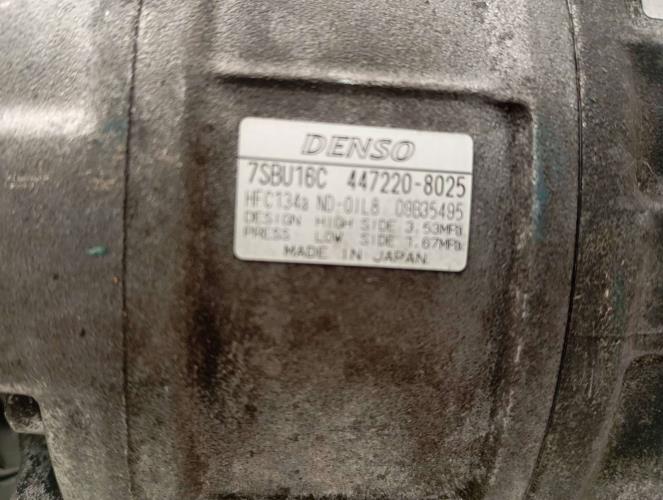 DENSO
7SBU16C 447220-8025
HFC134a ND-OIL8 09B35495
DESIGN HIGH SIDE 3.53MPa
PRESS LOW SIDE 1.67MPa
MADE IN JAPAN